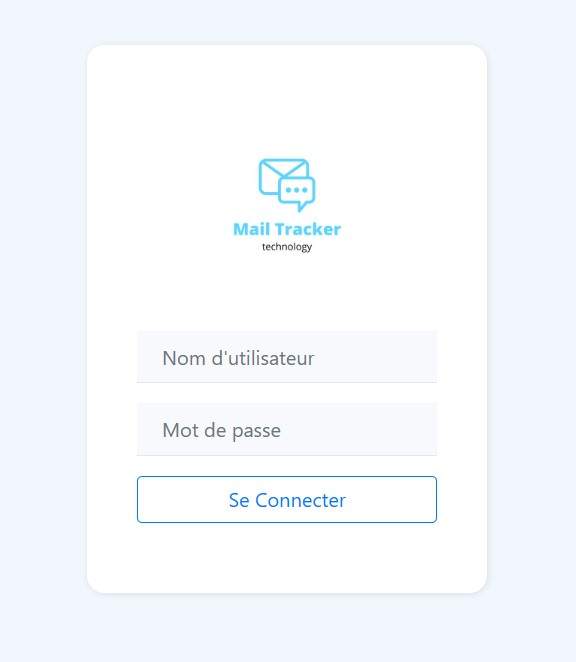 Mail Tracker
technology
Nom d'utilisateur
Mot de passe
Se Connecter